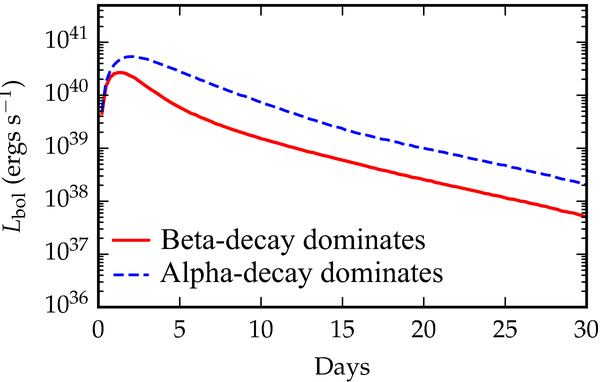 10^41
10^40
10^39
10^38
10^37
10^36
L_bol (ergs s^−1)
Beta-decay dominates
Alpha-decay dominates
0 5 10 15 20 25 30
Days